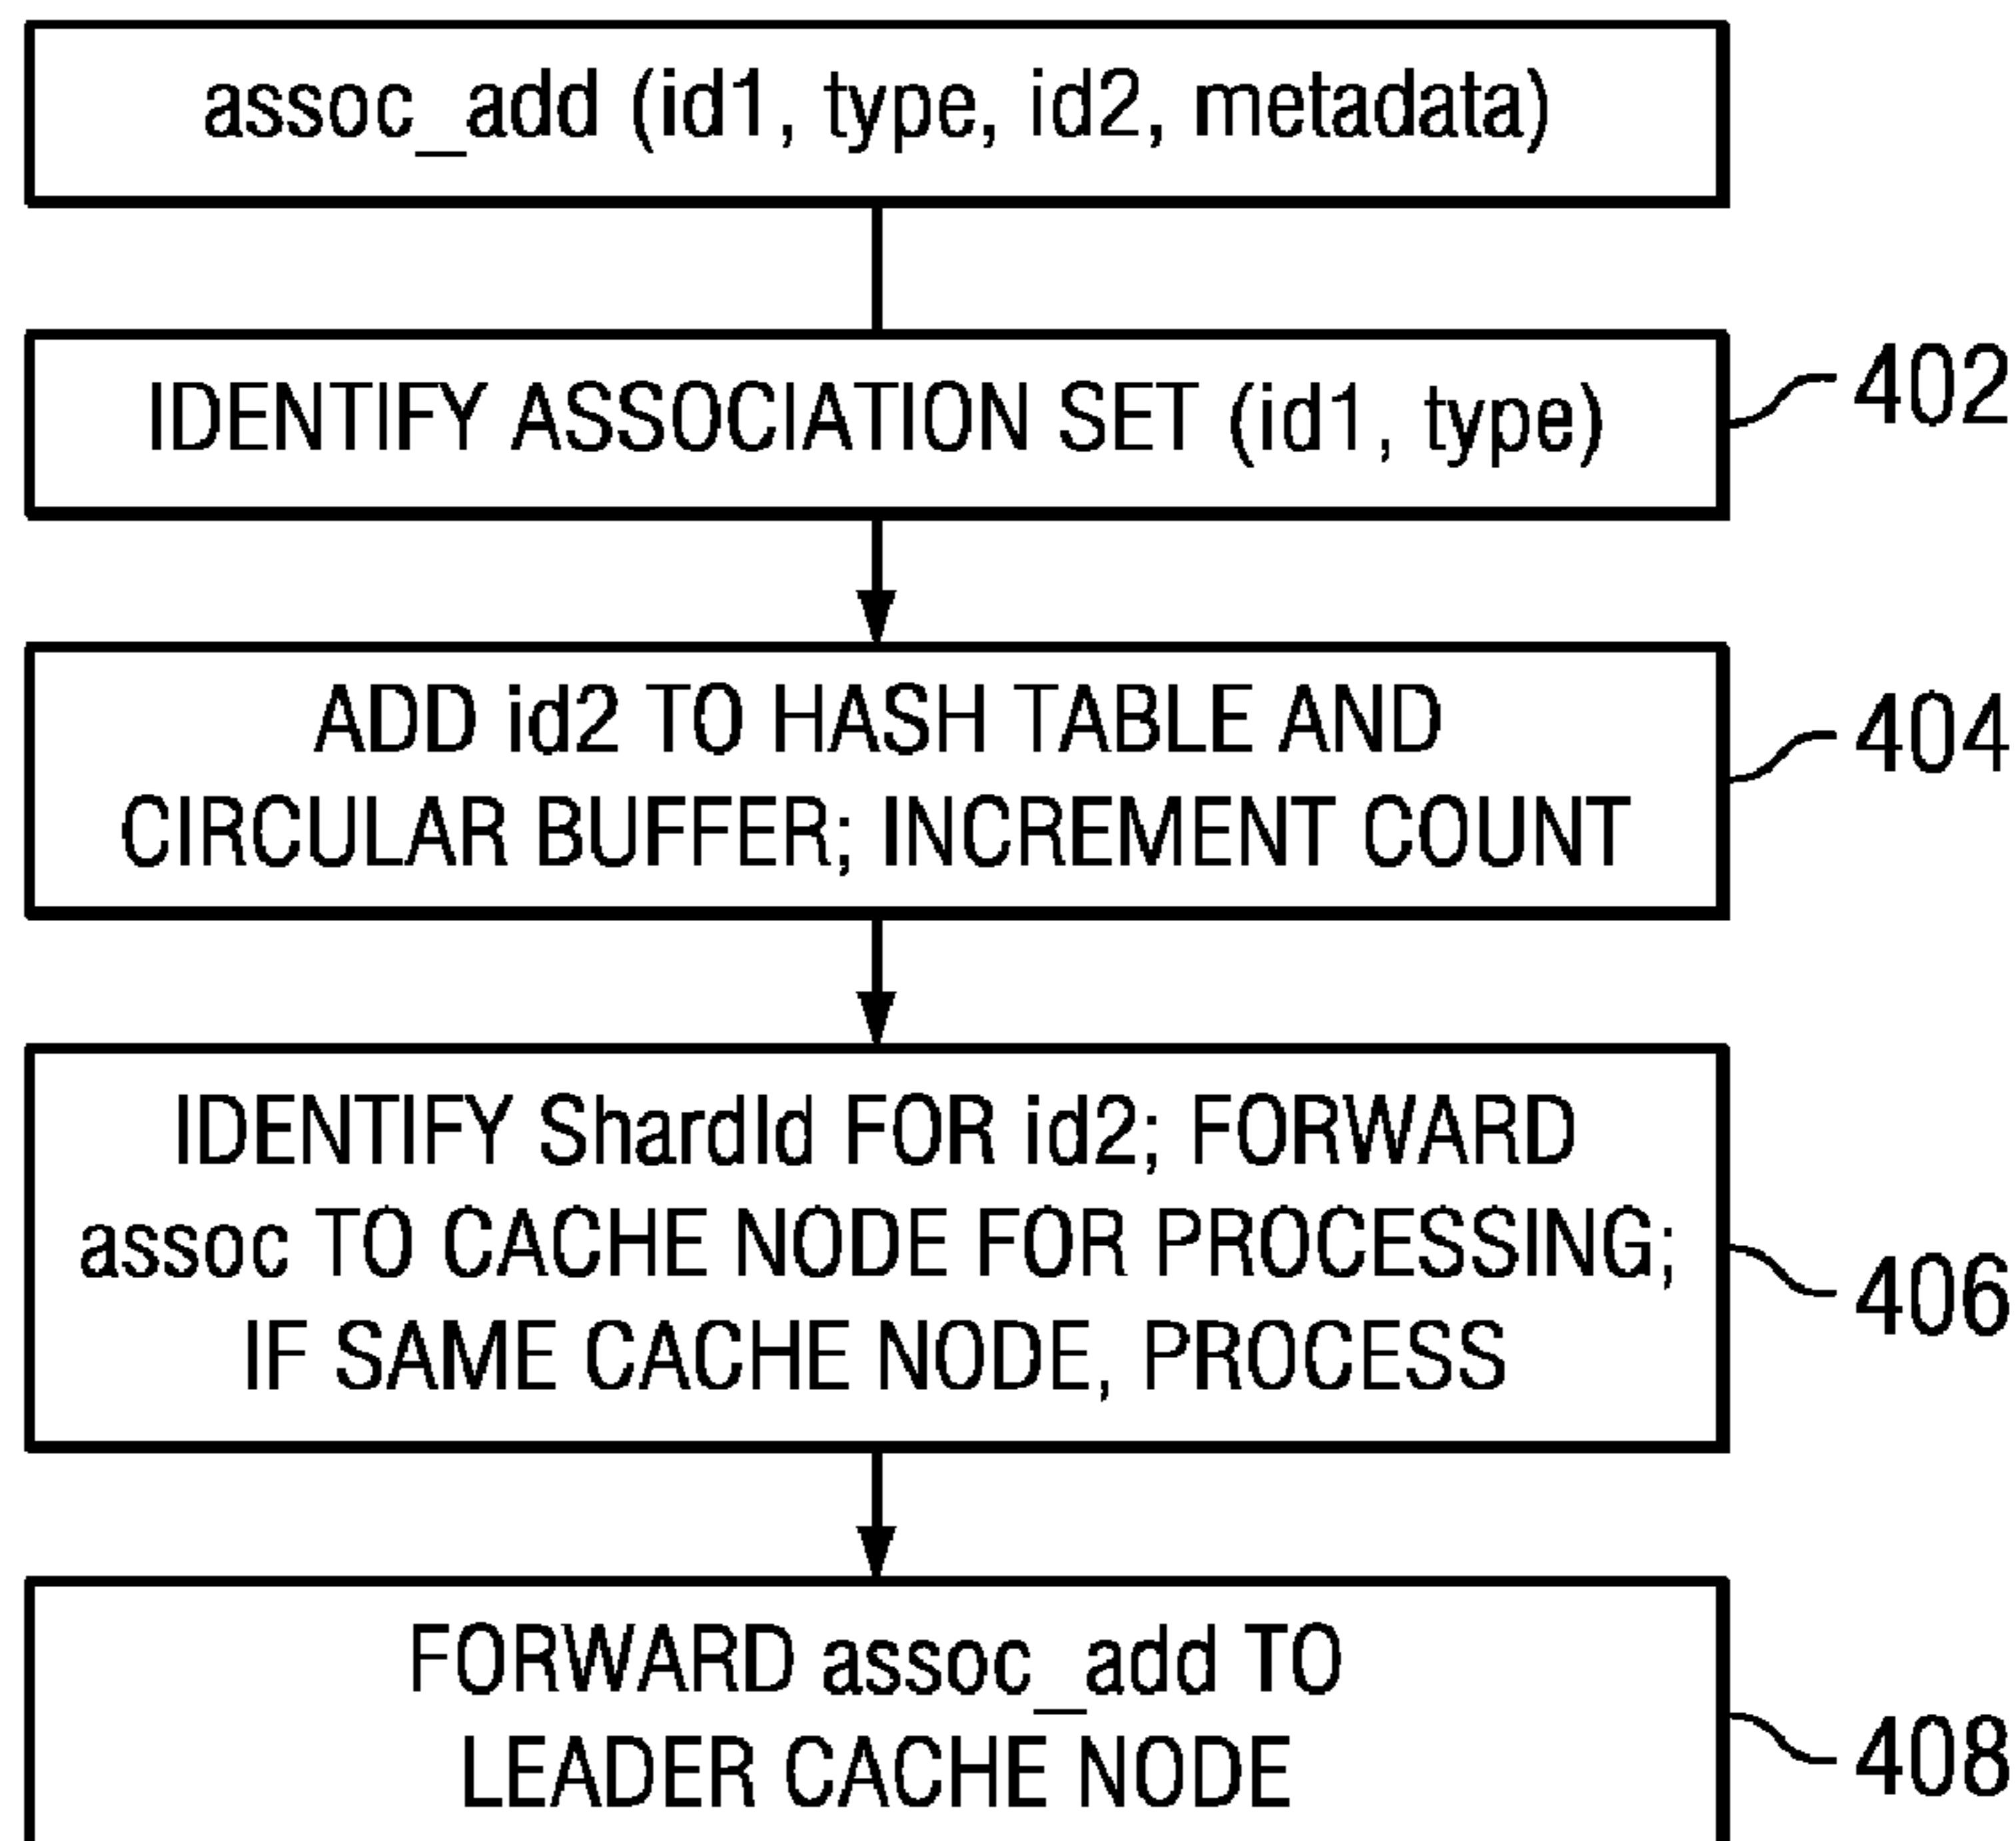 assoc_add (id1, type, id2, metadata)
IDENTIFY ASSOCIATION SET (id1, type)
402
ADD id2 TO HASH TABLE AND
CIRCULAR BUFFER; INCREMENT COUNT
404
IDENTIFY ShardId FOR id2; FORWARD
assoc TO CACHE NODE FOR PROCESSING;
IF SAME CACHE NODE, PROCESS
406
FORWARD assoc_add TO
LEADER CACHE NODE
408